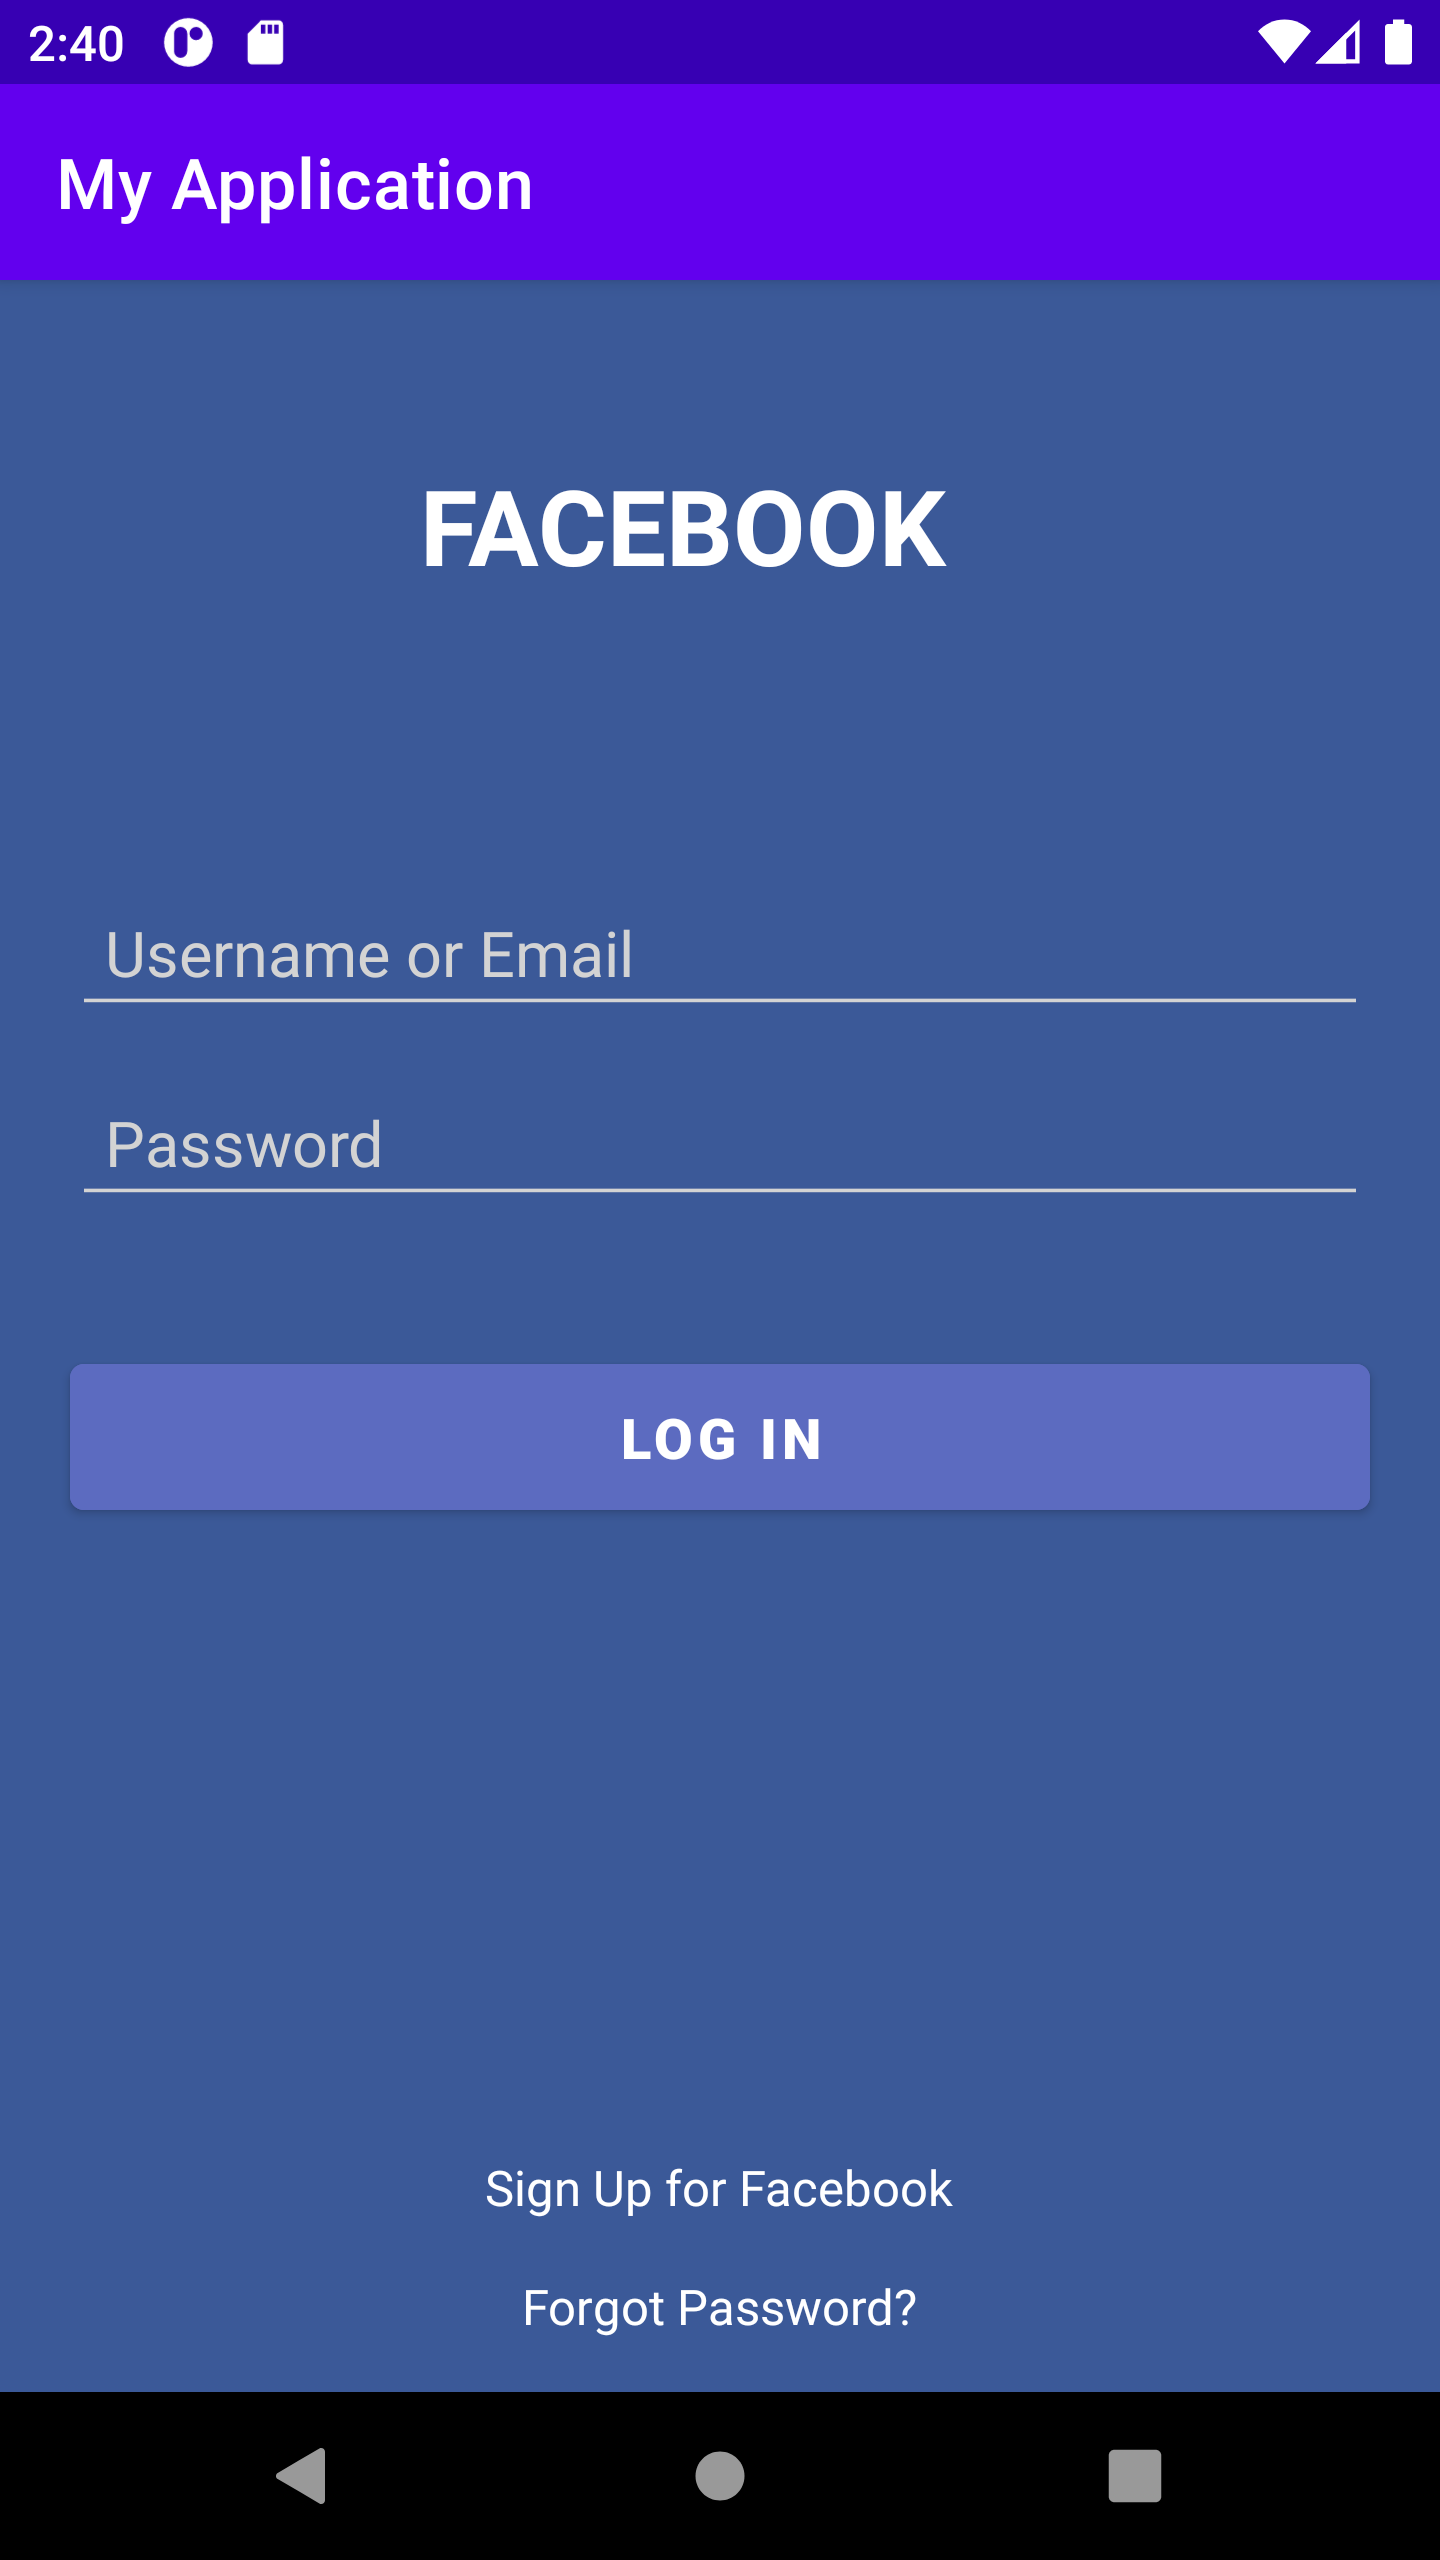 2:40
My Application
FACEBOOK
Username or Email
Password
LOG IN
Sign Up for Facebook
Forgot Password?